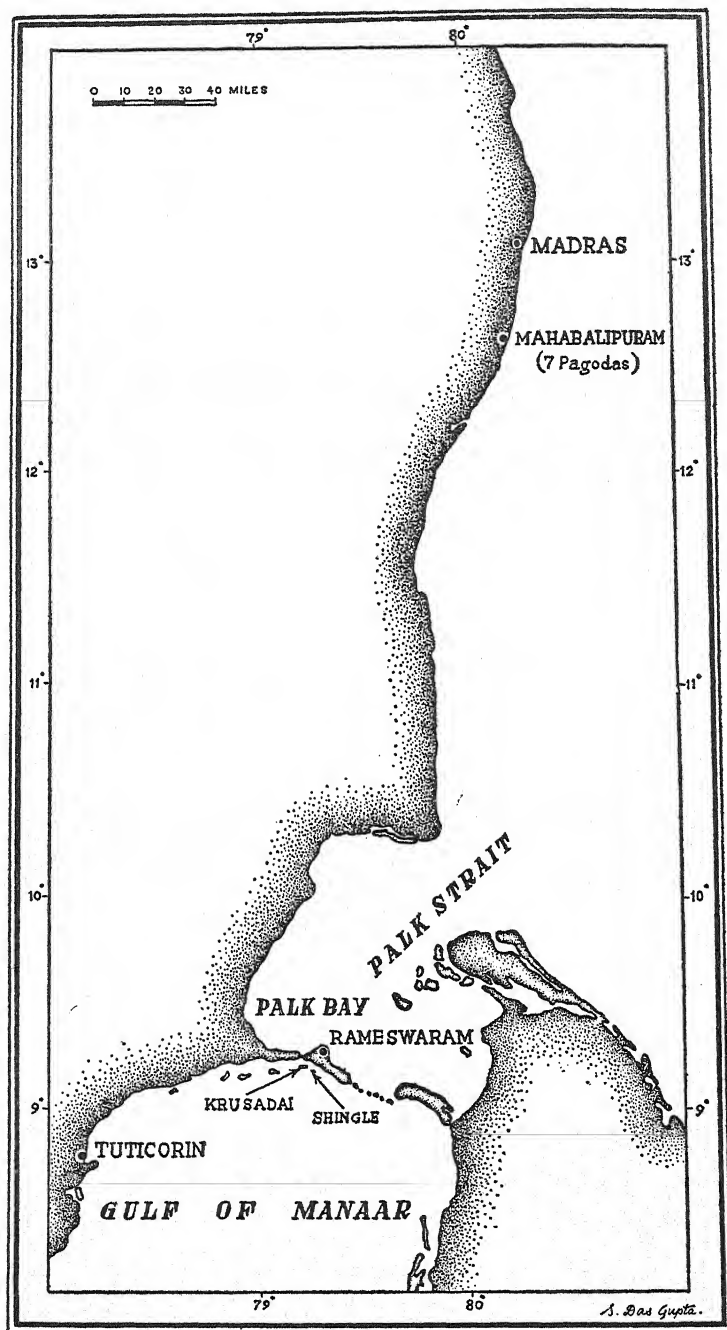 79°
80°
0 10 20 30 40 MILES
MADRAS
13°
13°
MAHABALIPURAM
(7 Pagodas)
12°
12°
11°
11°
PALK STRAIT
10°
10°
PALK BAY
RAMESWARAM
KRUSADAI
SHINGLE
9°
9°
TUTICORIN
GULF OF MANAAR
79°
80°
S. Das Gupta.